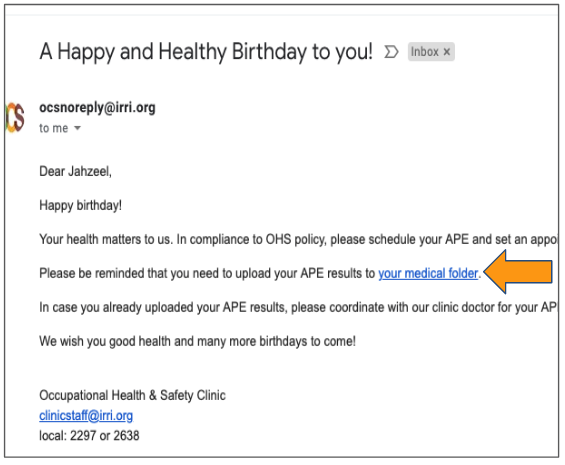 A Happy and Healthy Birthday to you! Inbox ×
ocsnoreply@irri.org
CS
to me
Dear Jahzeel,
Happy birthday!
Your health matters to us. In compliance to OHS policy, please schedule your APE and set an appoi
Please be reminded that you need to upload your APE results to your medical folder.
In case you already uploaded your APE results, please coordinate with our clinic doctor for your AP
We wish you good health and many more birthdays to come!
Occupational Health & Safety Clinic
clinicstaff@irri.org
local: 2297 or 2638